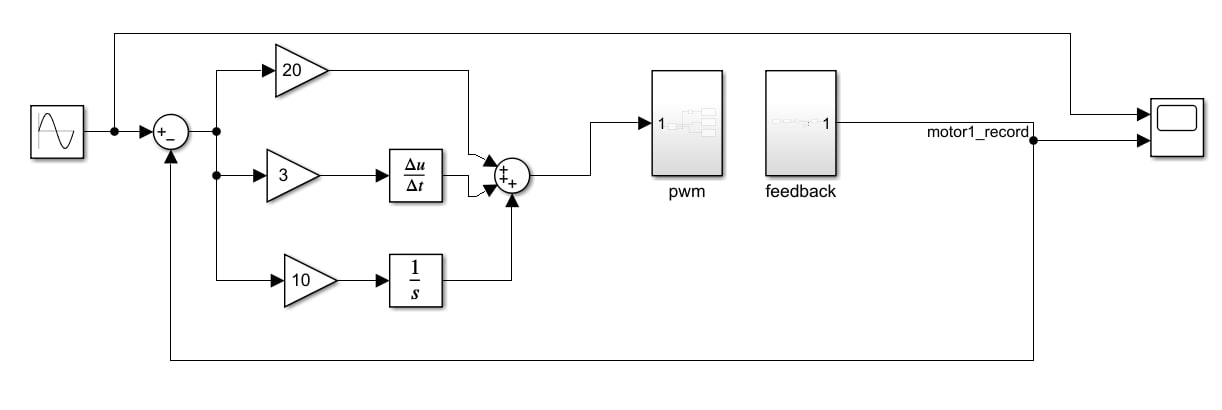 20
+
−
3
Δu
Δt
+
+
+
10
1
s
1
pwm
1
feedback
motor1_record